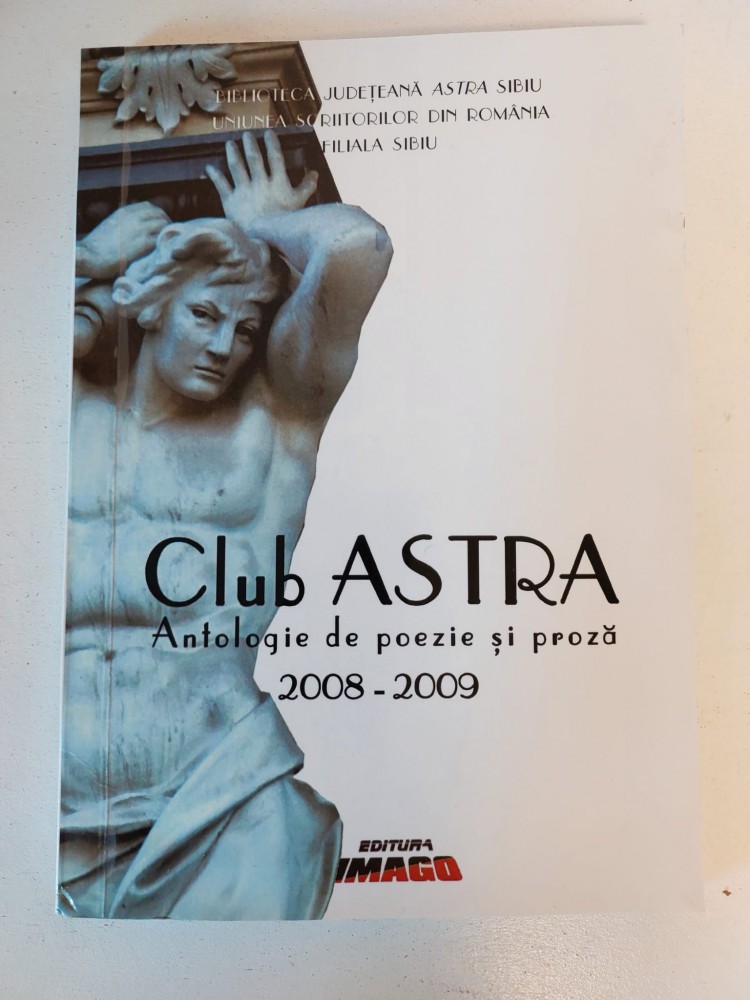 BIBLIOTECA JUDEȚEANĂ ASTRA SIBIU
UNIUNEA SCRIITORILOR DIN ROMÂNIA
FILIALA SIBIU
Club ASTRA
Antologie de poezie și proză
2008 - 2009
EDITURA
IMAGO